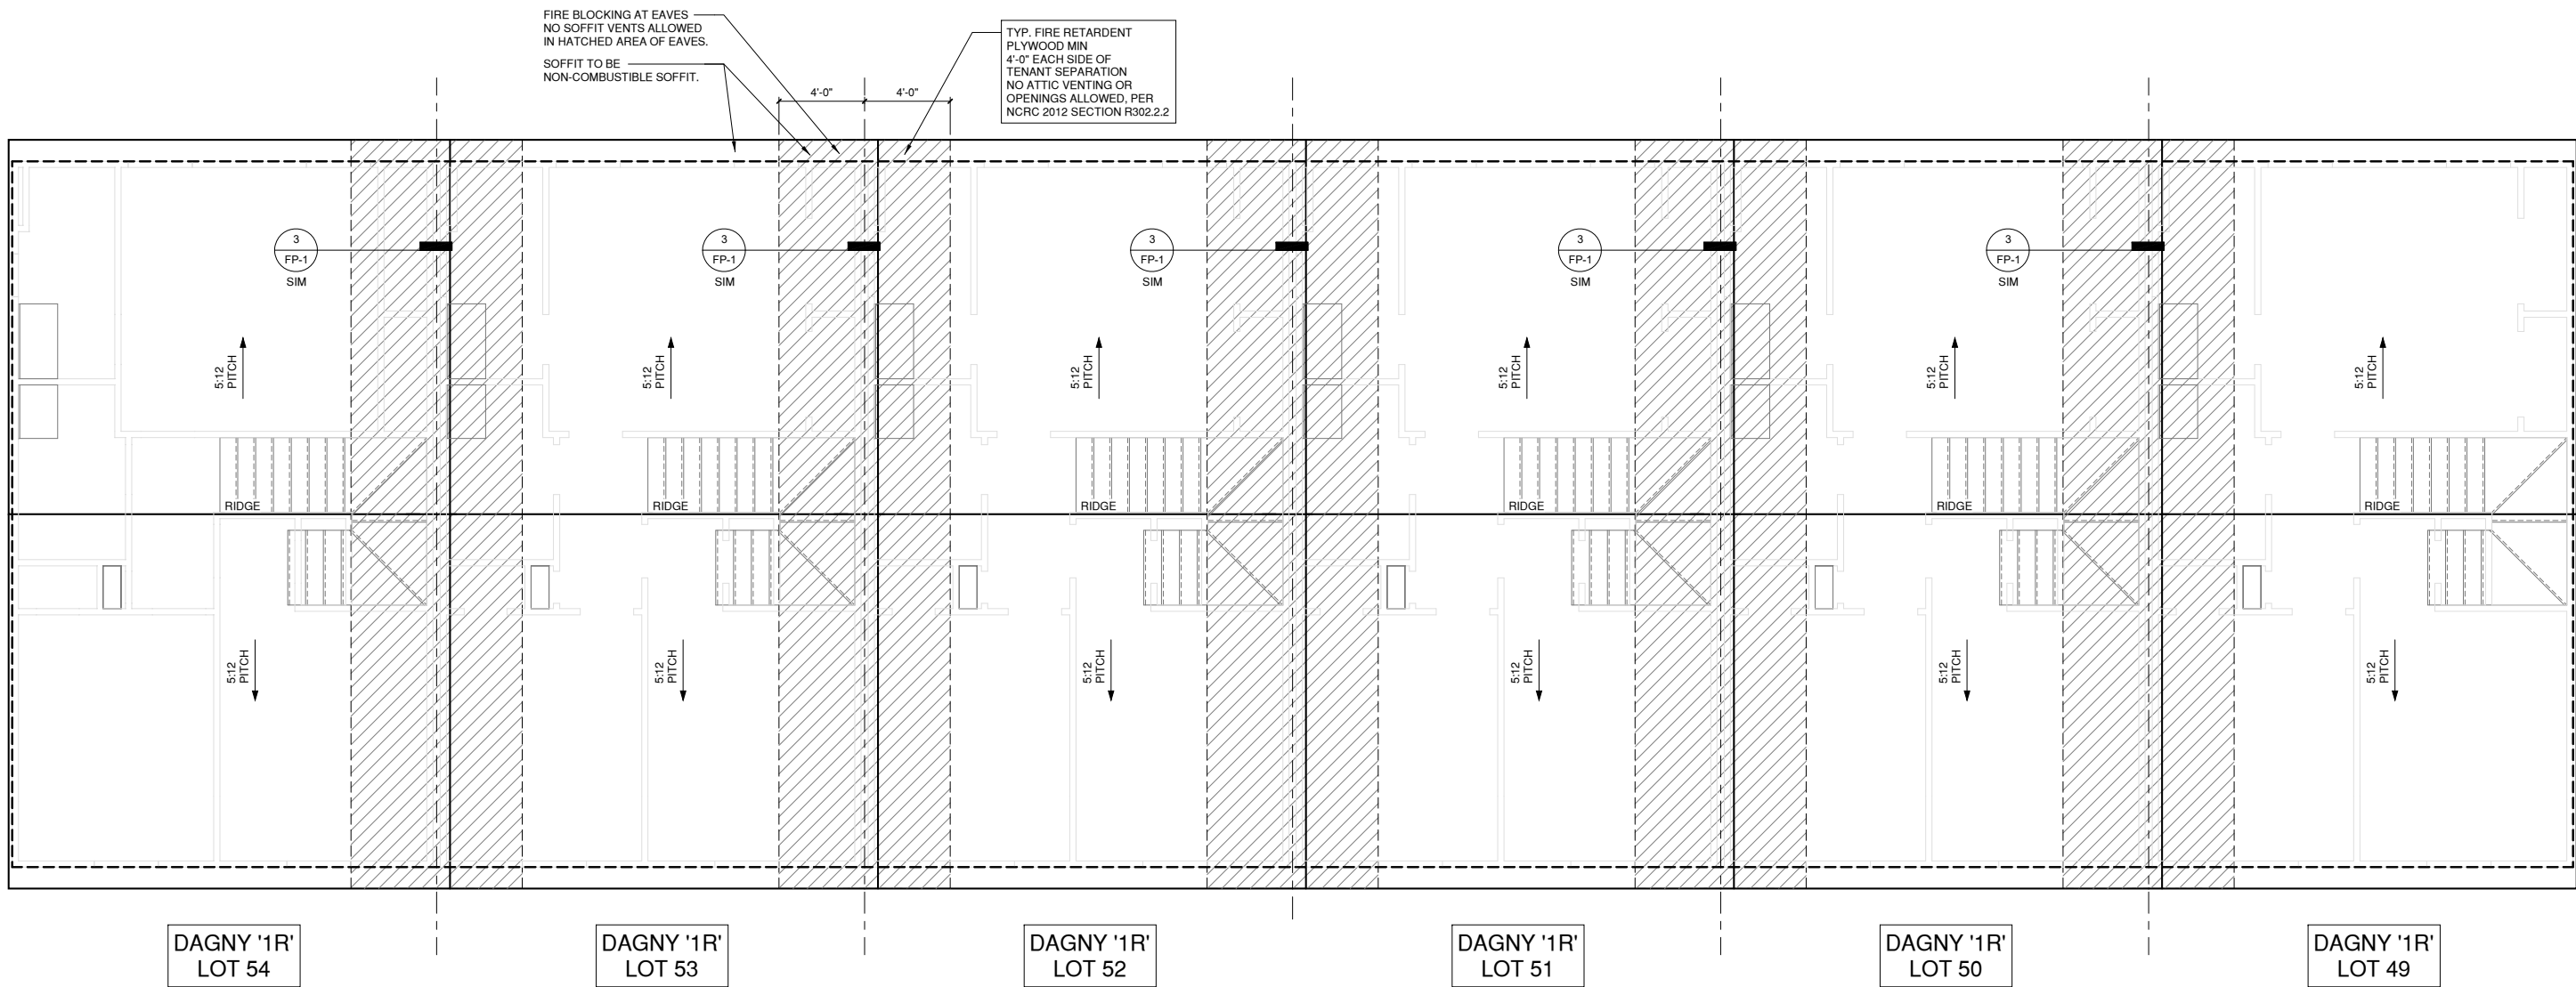 FIRE BLOCKING AT EAVES
NO SOFFIT VENTS ALLOWED
IN HATCHED AREA OF EAVES.
SOFFIT TO BE
NON-COMBUSTIBLE SOFFIT.
TYP. FIRE RETARDENT
PLYWOOD MIN
4'-0" EACH SIDE OF
TENANT SEPARATION
NO ATTIC VENTING OR
OPENINGS ALLOWED, PER
NCRC 2012 SECTION R302.2.2
4'-0"
4'-0"
3
FP-1
SIM
3
FP-1
SIM
3
FP-1
SIM
3
FP-1
SIM
3
FP-1
SIM
5:12
PITCH
5:12
PITCH
5:12
PITCH
5:12
PITCH
5:12
PITCH
5:12
PITCH
RIDGE
RIDGE
RIDGE
RIDGE
RIDGE
RIDGE
5:12
PITCH
5:12
PITCH
5:12
PITCH
5:12
PITCH
5:12
PITCH
5:12
PITCH
DAGNY '1R'
LOT 54
DAGNY '1R'
LOT 53
DAGNY '1R'
LOT 52
DAGNY '1R'
LOT 51
DAGNY '1R'
LOT 50
DAGNY '1R'
LOT 49